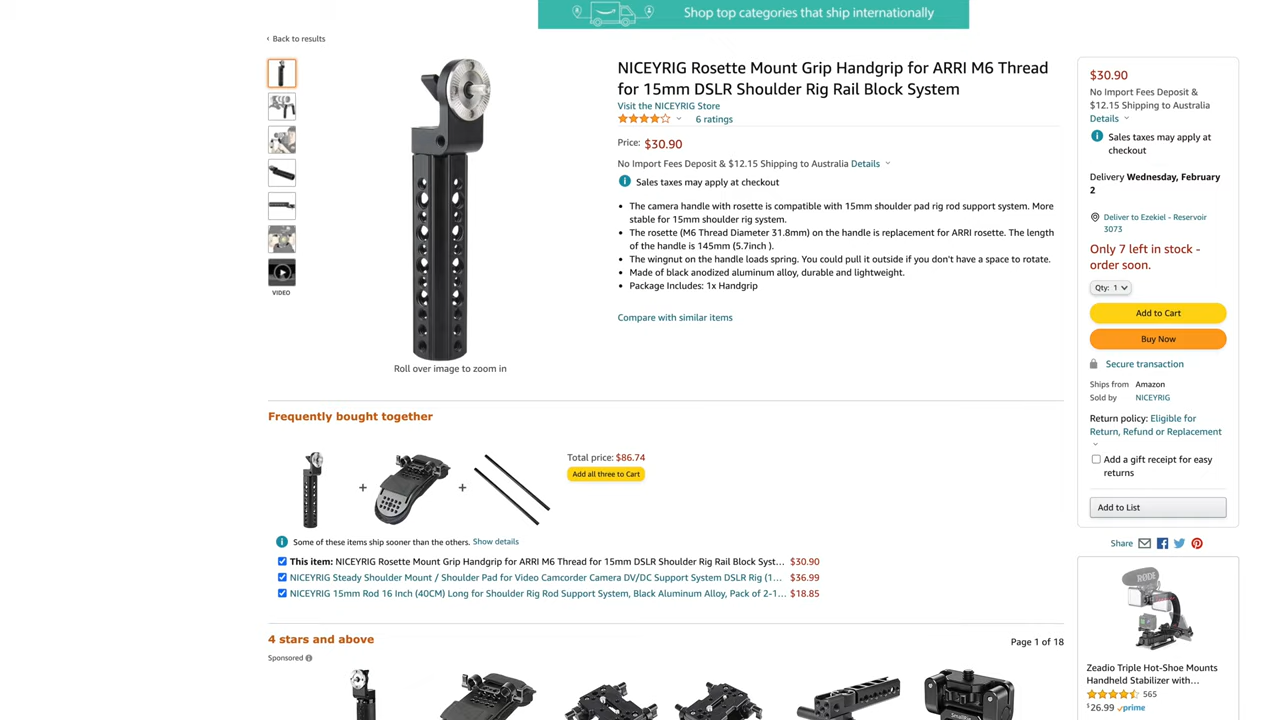 Shop top categories that ship internationally
‹ Back to results
NICEYRIG Rosette Mount Grip Handgrip for ARRI M6 Thread
for 15mm DSLR Shoulder Rig Rail Block System
Visit the NICEYRIG Store
6 ratings
Price: $30.90
No Import Fees Deposit & $12.15 Shipping to Australia Details
Sales taxes may apply at checkout
• The camera handle with rosette is compatible with 15mm shoulder pad rig rod support system. More
stable for 15mm shoulder rig system.
• The rosette (M6 Thread Diameter 31.8mm) on the handle is replacement for ARRI rosette. The length
of the handle is 145mm (5.7inch ).
• The wingnut on the handle loads spring. You could pull it outside if you don't have a space to rotate.
• Made of black anodized aluminum alloy, durable and lightweight.
• Package Includes: 1x Handgrip
Compare with similar items
VIDEO
Roll over image to zoom in
$30.90
No Import Fees Deposit &
$12.15 Shipping to Australia
Details
Sales taxes may apply at
checkout
Delivery Wednesday, February
2
Deliver to Ezekiel - Reservoir
3073
Only 7 left in stock -
order soon.
Qty: 1
Add to Cart
Buy Now
Secure transaction
Ships from Amazon
Sold by NICEYRIG
Return policy: Eligible for
Return, Refund or Replacement
Add a gift receipt for easy
returns
Add to List
Share
Frequently bought together
+
+
Total price: $86.74
Add all three to Cart
Some of these items ship sooner than the others. Show details
This item: NICEYRIG Rosette Mount Grip Handgrip for ARRI M6 Thread for 15mm DSLR Shoulder Rig Rail Block Syst... $30.90
NICEYRIG Steady Shoulder Mount / Shoulder Pad for Video Camcorder Camera DV/DC Support System DSLR Rig (1... $36.99
NICEYRIG 15mm Rod 16 Inch (40CM) Long for Shoulder Rig Rod Support System, Black Aluminum Alloy, Pack of 2-1... $18.85
4 stars and above
Page 1 of 18
Sponsored
RØDE
Zeadio Triple Hot-Shoe Mounts
Handheld Stabilizer with...
565
$26.99 prime